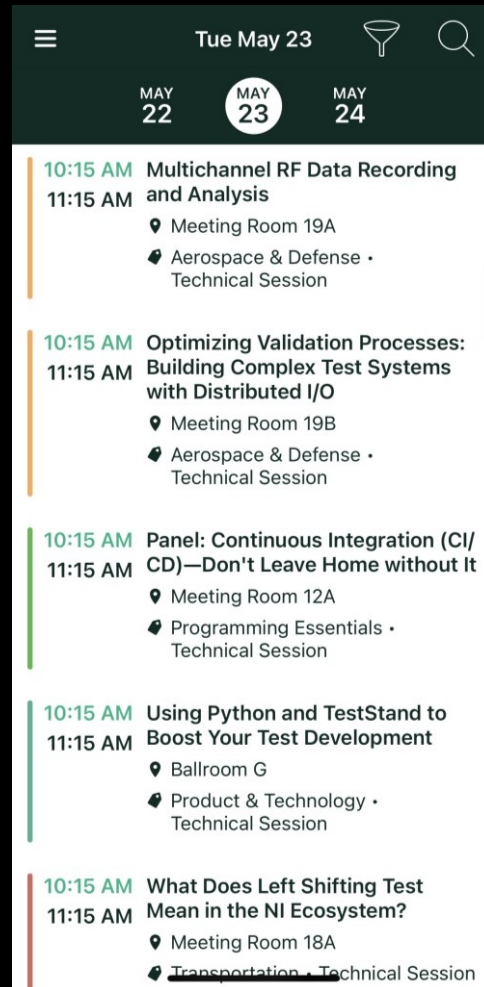 Tue May 23
MAY
22
MAY
23
MAY
24
10:15 AM Multichannel RF Data Recording
11:15 AM and Analysis
Meeting Room 19A
Aerospace & Defense •
Technical Session
10:15 AM Optimizing Validation Processes:
11:15 AM Building Complex Test Systems
with Distributed I/O
Meeting Room 19B
Aerospace & Defense •
Technical Session
10:15 AM Panel: Continuous Integration (CI/
11:15 AM CD)—Don't Leave Home without It
Meeting Room 12A
Programming Essentials •
Technical Session
10:15 AM Using Python and TestStand to
11:15 AM Boost Your Test Development
Ballroom G
Product & Technology •
Technical Session
10:15 AM What Does Left Shifting Test
11:15 AM Mean in the NI Ecosystem?
Meeting Room 18A
Transportation • Technical Session